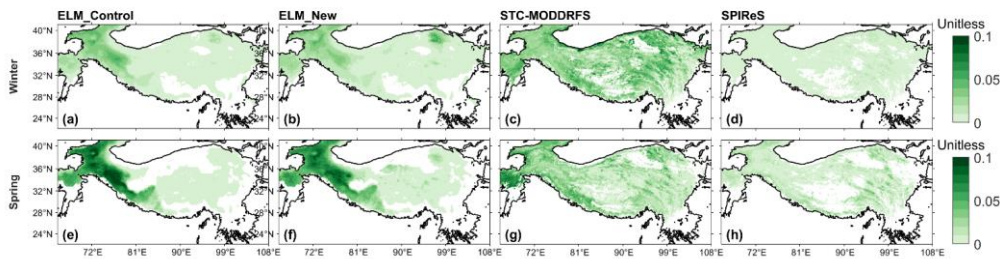 ELM_Control ELM_New STC-MODDRFS SPIReS
Unitless
Winter
40°N
36°N
32°N
28°N
24°N
(a) (b) (c) (d)
0.1
0.05
0
Unitless
Spring
40°N
36°N
32°N
28°N
24°N
(e) (f) (g) (h)
0.1
0.05
0
72°E 81°E 90°E 99°E 108°E 72°E 81°E 90°E 99°E 108°E 72°E 81°E 90°E 99°E 108°E 72°E 81°E 90°E 99°E 108°E